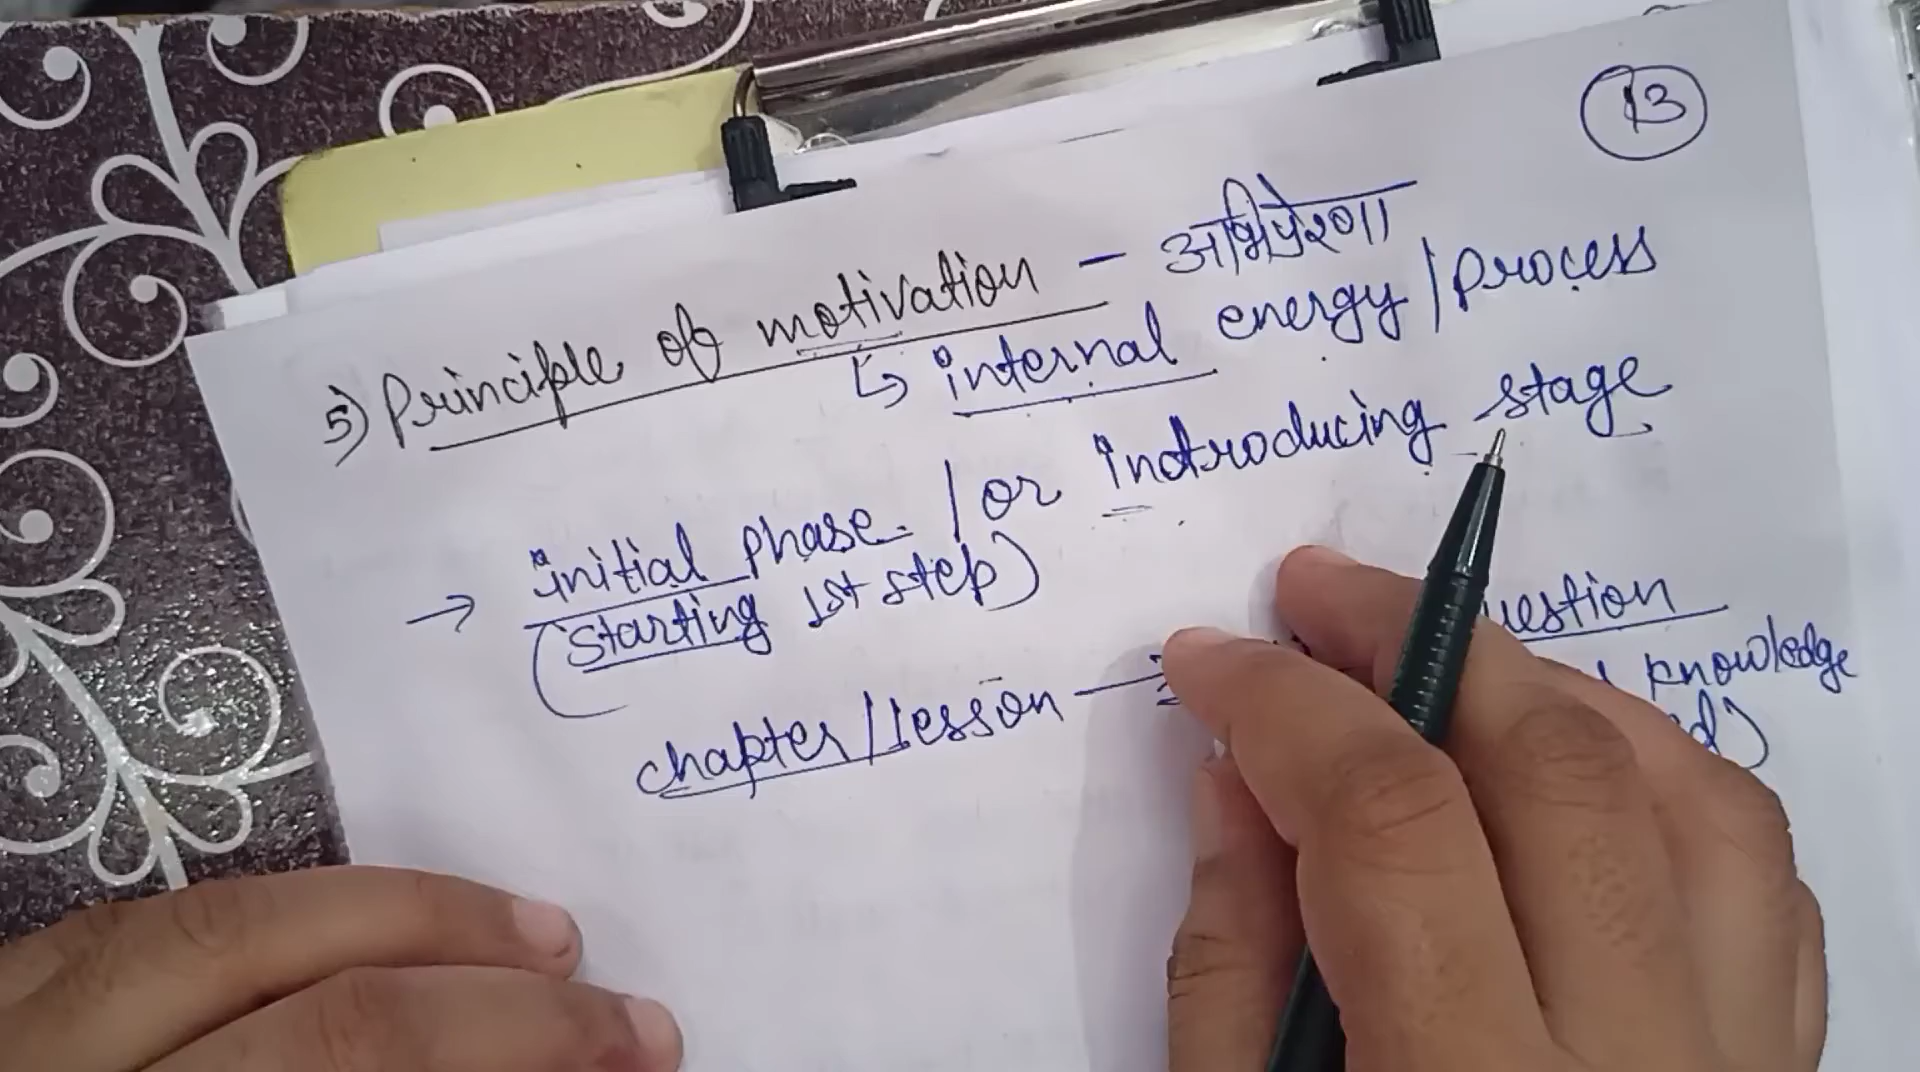 13
5) Principle of motivation - अभिप्रेरणा
↳ internal energy / process
→ initial phase / or introducing stage
(starting 1st step)
chapter / lesson →
knowledge